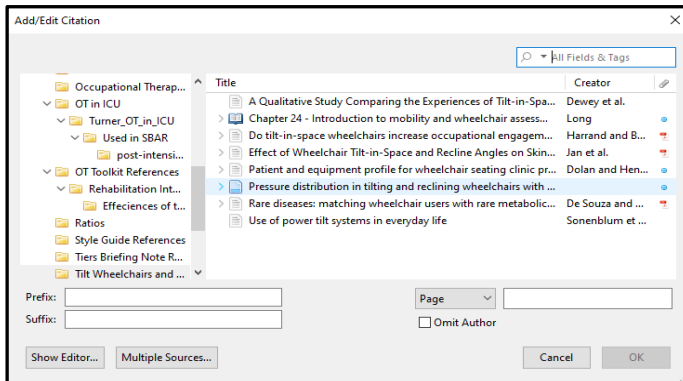 Add/Edit Citation
All Fields & Tags
Occupational Therap...
OT in ICU
Turner_OT_in_ICU
Used in SBAR
post-intensi...
OT Toolkit References
Rehabilitation Int...
Effeciences of t...
Ratios
Style Guide References
Tiers Briefing Note R...
Tilt Wheelchairs and ...
Title Creator
A Qualitative Study Comparing the Experiences of Tilt-in-Spa... Dewey et al.
Chapter 24 - Introduction to mobility and wheelchair assess... Long
Do tilt-in-space wheelchairs increase occupational engagem... Harrand and B...
Effect of Wheelchair Tilt-in-Space and Recline Angles on Skin... Jan et al.
Patient and equipment profile for wheelchair seating clinic pr... Dolan and Hen...
Pressure distribution in tilting and reclining wheelchairs with ...
Rare diseases: matching wheelchair users with rare metabolic... De Souza and ...
Use of power tilt systems in everyday life Sonenblum et ...
Prefix:
Page
Suffix:
Omit Author
Show Editor... Multiple Sources... Cancel OK